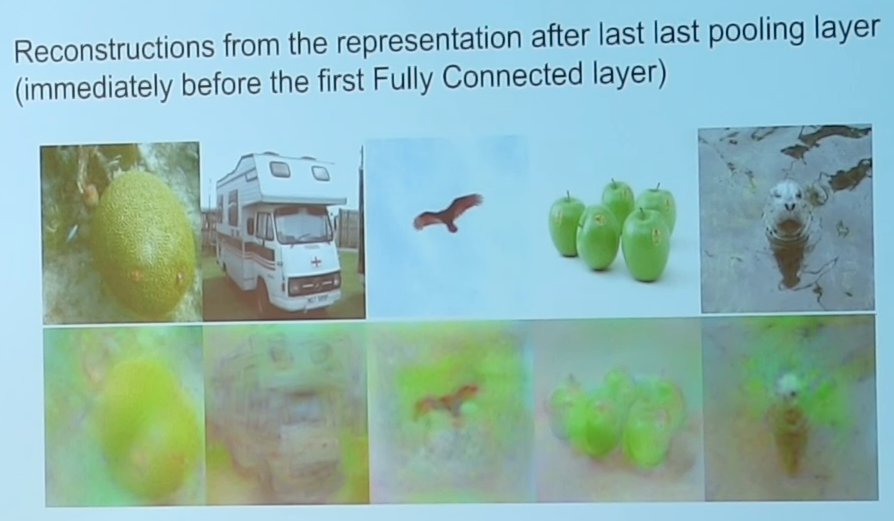 Reconstructions from the representation after last last pooling layer
(immediately before the first Fully Connected layer)